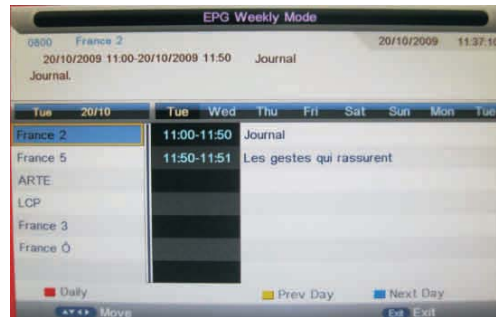 EPG Weekly Mode
0800 France 2 20/10/2009 11:37:16
20/10/2009 11:00-20/10/2009 11:50 Journal
Journal.
Tue 20/10 Tue Wed Thu Fri Sat Sun Mon Tue
France 2 11:00-11:50 Journal
France 5 11:50-11:51 Les gestes qui rassurent
ARTE
LCP
France 3
France Ô
Daily Prev Day Next Day
Move Exit Exit